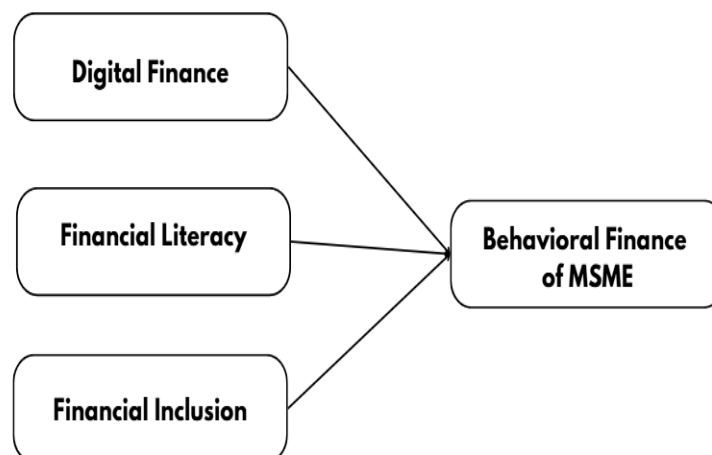 Digital Finance
Financial Literacy
Behavioral Finance
of MSME
Financial Inclusion